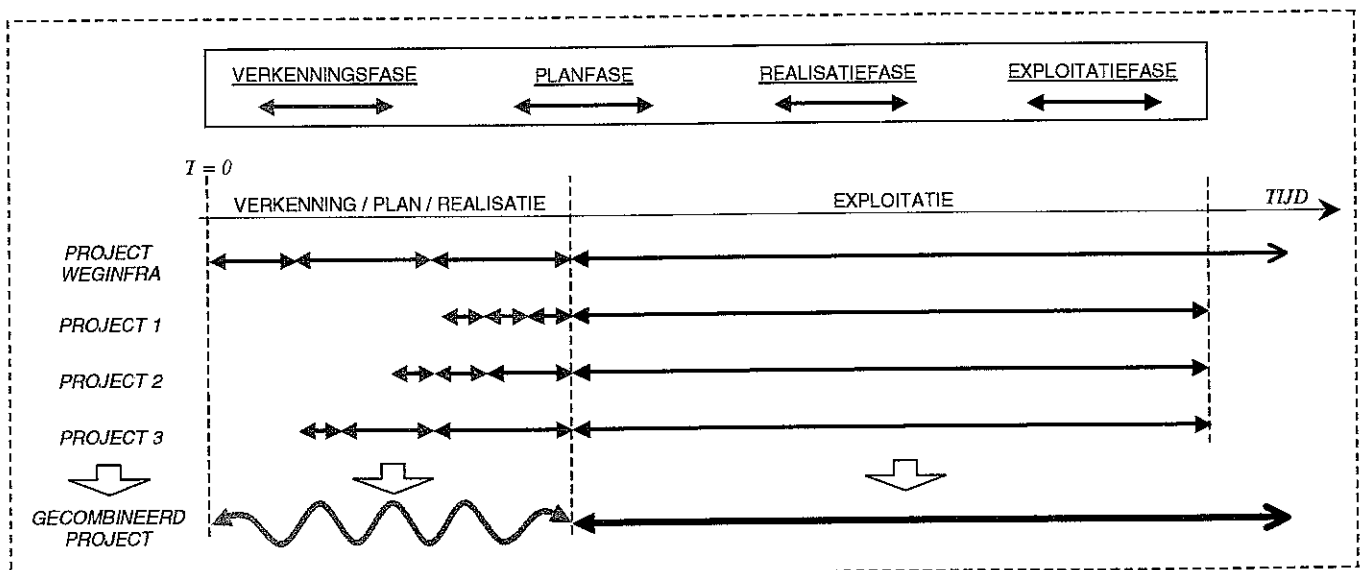 VERKENNINGSFASE PLANFASE REALISATIEFASE EXPLOITATIEFASE
T = 0
VERKENNING / PLAN / REALISATIE EXPLOITATIE TIJD
PROJECT
WEGINFRA
PROJECT 1
PROJECT 2
PROJECT 3
GECOMBINEERD
PROJECT